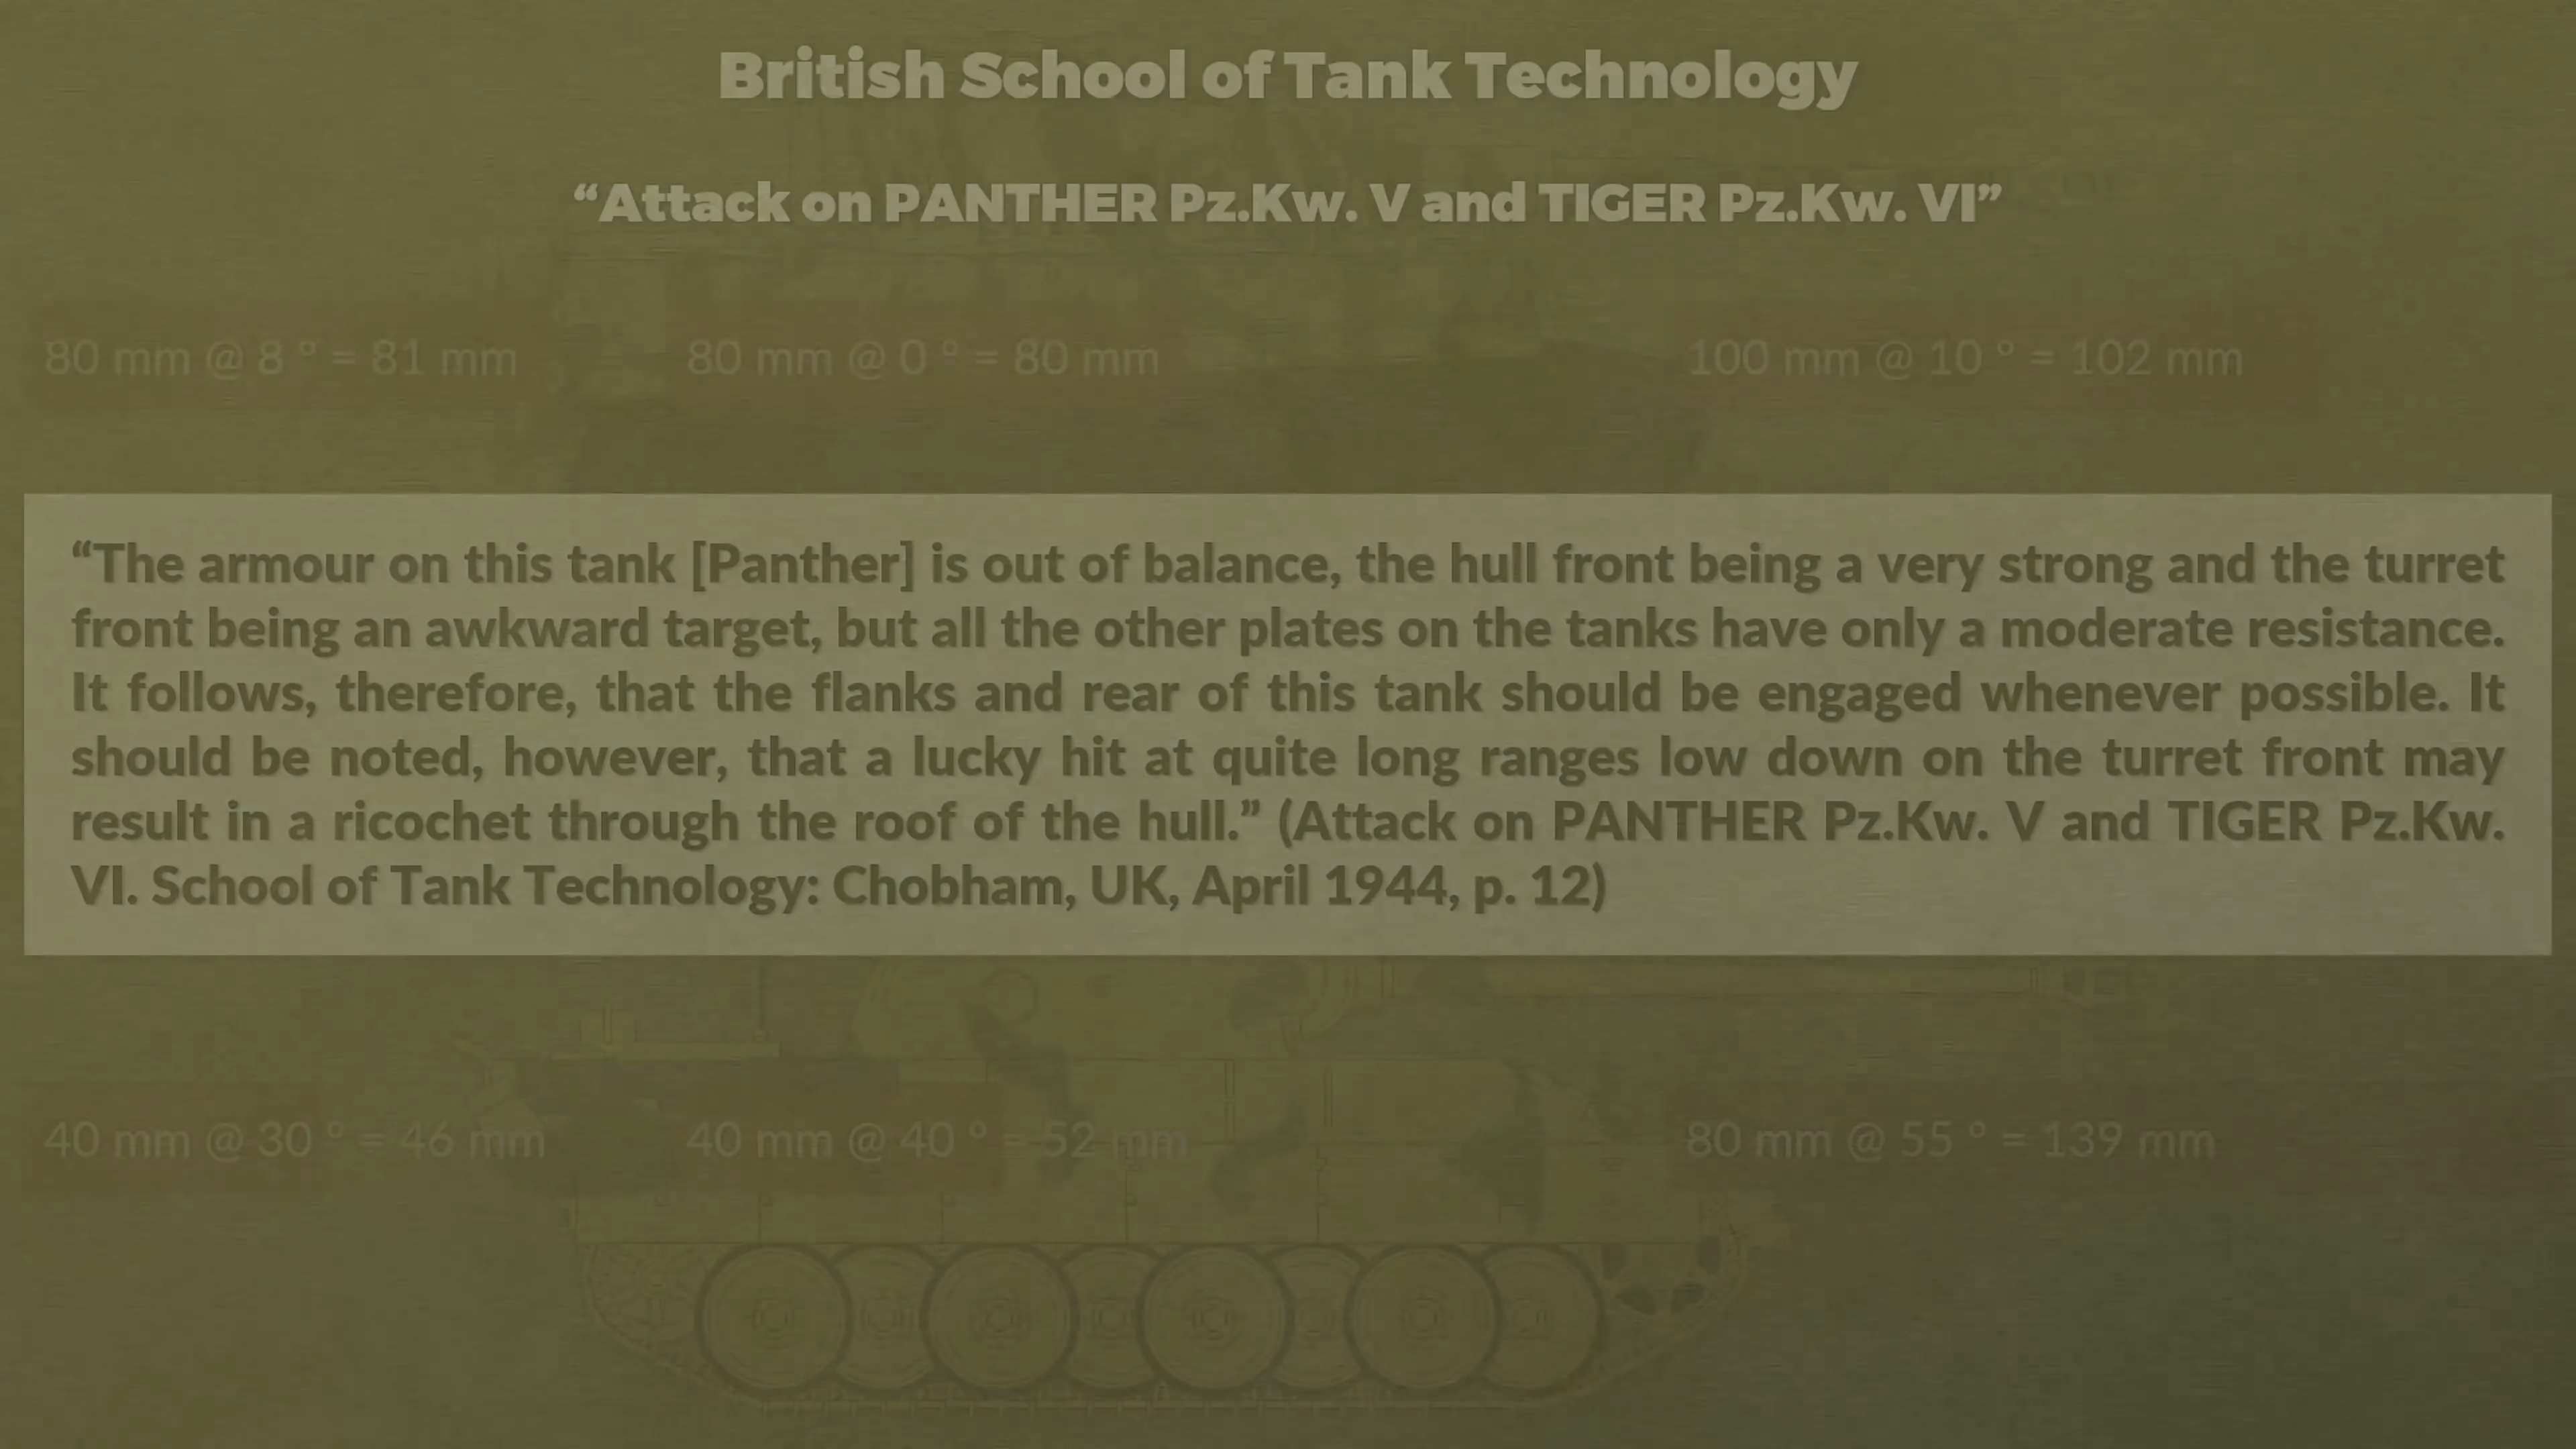 British School of Tank Technology
“Attack on PANTHER Pz.Kw. V and TIGER Pz.Kw. VI”
80 mm @ 8 º = 81 mm
80 mm @ 0 º = 80 mm
100 mm @ 10 º = 102 mm
“The armour on this tank [Panther] is out of balance, the hull front being a very strong and the turret
front being an awkward target, but all the other plates on the tanks have only a moderate resistance.
It follows, therefore, that the flanks and rear of this tank should be engaged whenever possible. It
should be noted, however, that a lucky hit at quite long ranges low down on the turret front may
result in a ricochet through the roof of the hull.” (Attack on PANTHER Pz.Kw. V and TIGER Pz.Kw.
VI. School of Tank Technology: Chobham, UK, April 1944, p. 12)
40 mm @ 30 º = 46 mm
40 mm @ 40 º = 52 mm
80 mm @ 55 º = 139 mm